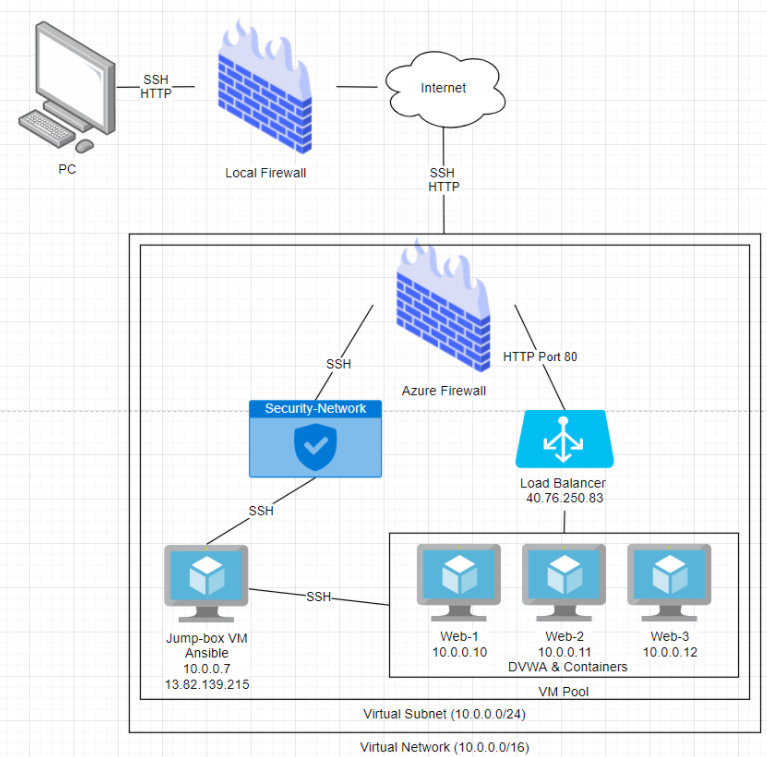 SSH
HTTP
Internet
PC
Local Firewall
SSH
HTTP
SSH
HTTP Port 80
Azure Firewall
Security-Network
Load Balancer
40.76.250.83
SSH
SSH
Jump-box VM
Ansible
10.0.0.7
13.82.139.215
Web-1
10.0.0.10
Web-2
10.0.0.11
Web-3
10.0.0.12
DVWA & Containers
VM Pool
Virtual Subnet (10.0.0.0/24)
Virtual Network (10.0.0.0/16)